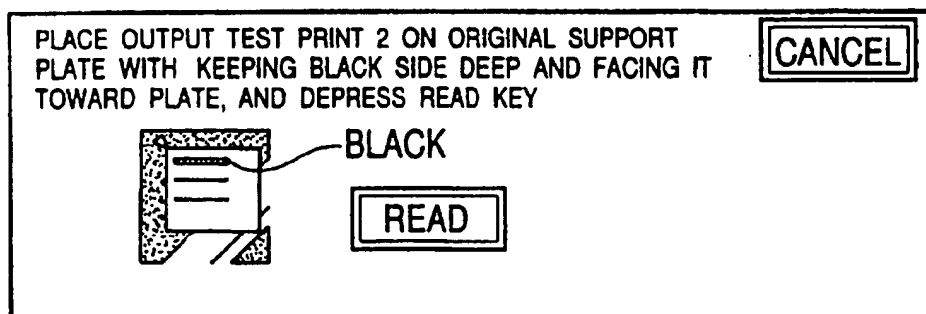 PLACE OUTPUT TEST PRINT 2 ON ORIGINAL SUPPORT
PLATE WITH KEEPING BLACK SIDE DEEP AND FACING IT
TOWARD PLATE, AND DEPRESS READ KEY
CANCEL
BLACK
READ